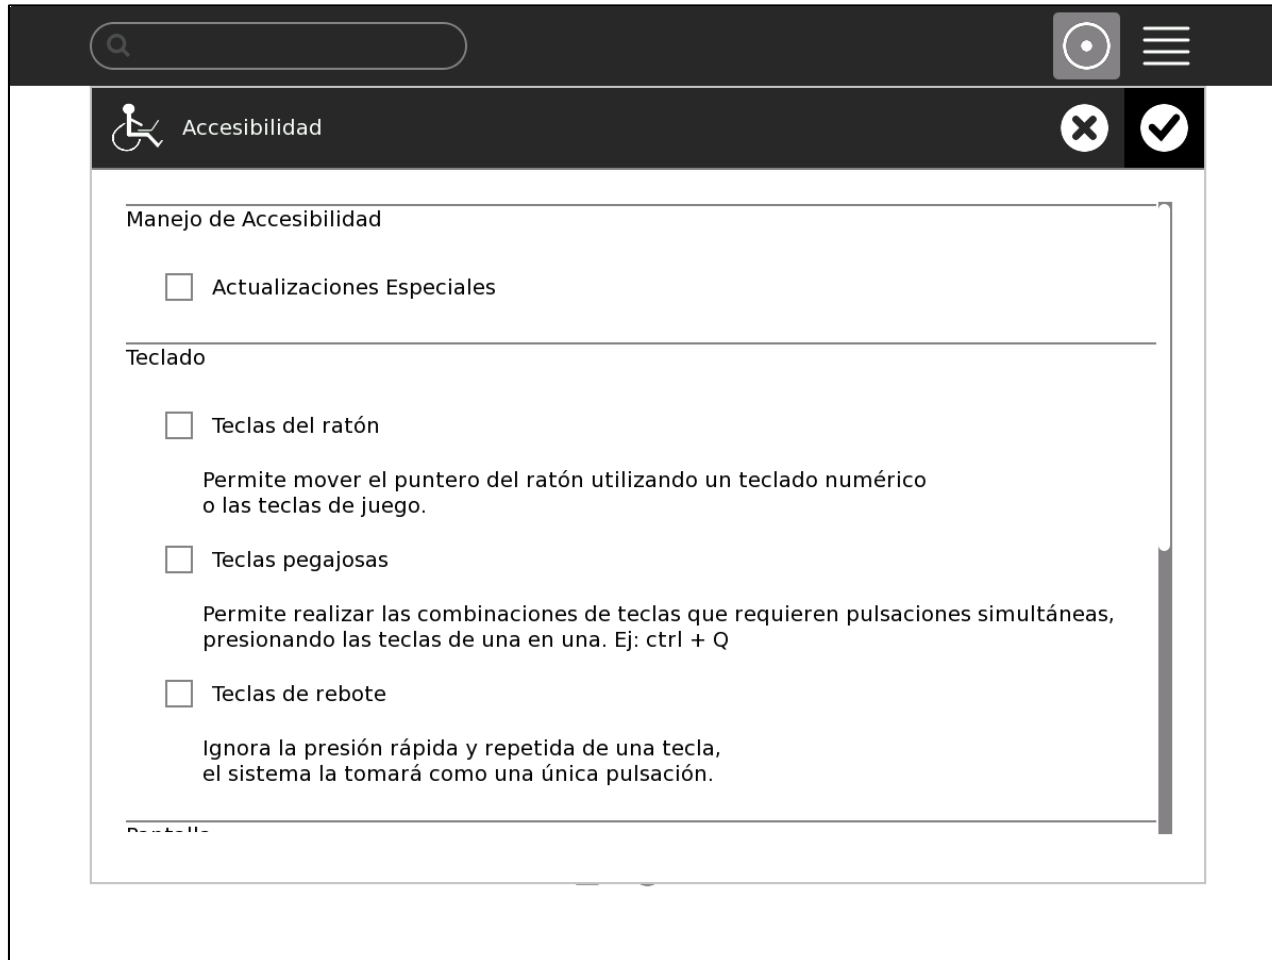 Accesibilidad
Manejo de Accesibilidad
Actualizaciones Especiales
Teclado
Teclas del ratón
Permite mover el puntero del ratón utilizando un teclado numérico
o las teclas de juego.
Teclas pegajosas
Permite realizar las combinaciones de teclas que requieren pulsaciones simultáneas,
presionando las teclas de una en una. Ej: ctrl + Q
Teclas de rebote
Ignora la presión rápida y repetida de una tecla,
el sistema la tomará como una única pulsación.
Pantalla